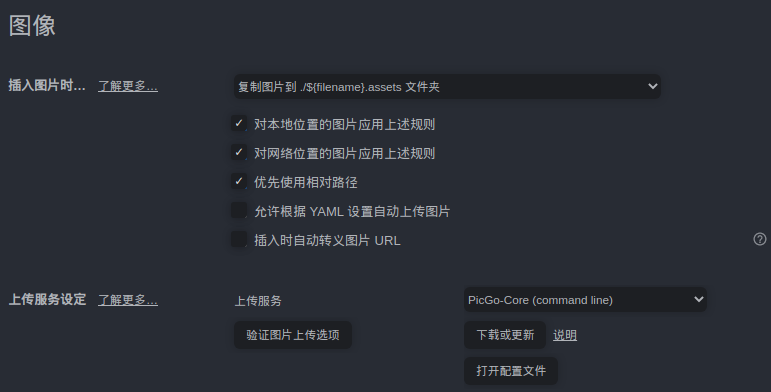 图像
插入图片时... 了解更多... 复制图片到 ./${filename}.assets 文件夹
对本地位置的图片应用上述规则
对网络位置的图片应用上述规则
优先使用相对路径
允许根据 YAML 设置自动上传图片
插入时自动转义图片 URL
上传服务设定 了解更多... 上传服务 PicGo-Core (command line)
验证图片上传选项 下载或更新 说明
打开配置文件